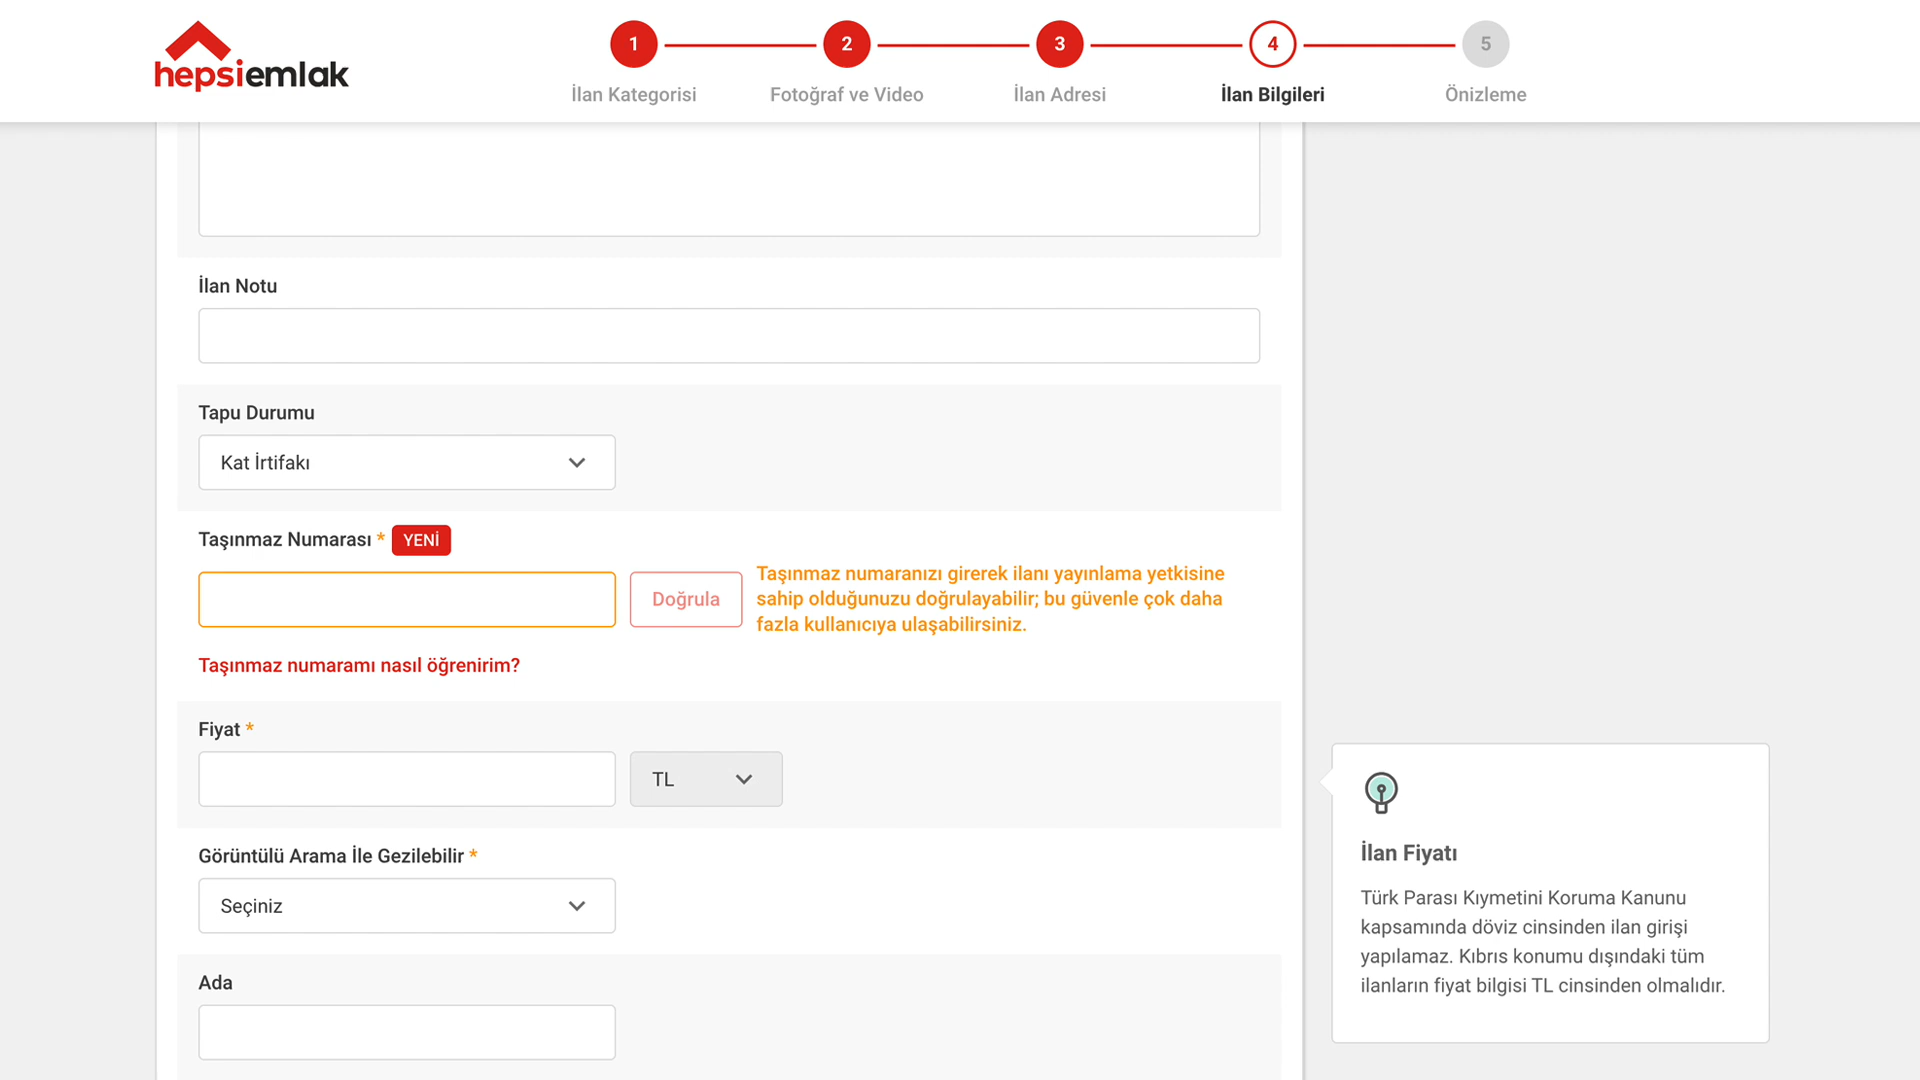 hepsiemlak
1
2
3
4
5
İlan Kategorisi
Fotoğraf ve Video
İlan Adresi
İlan Bilgileri
Önizleme
İlan Notu
Tapu Durumu
Kat İrtifakı
Taşınmaz Numarası * YENİ
Doğrula
Taşınmaz numaranızı girerek ilanı yayınlama yetkisine
sahip olduğunuzu doğrulayabilir; bu güvenle çok daha
fazla kullanıcıya ulaşabilirsiniz.
Taşınmaz numaramı nasıl öğrenirim?
Fiyat *
TL
Görüntülü Arama İle Gezilebilir *
Seçiniz
Ada
İlan Fiyatı
Türk Parası Kıymetini Koruma Kanunu
kapsamında döviz cinsinden ilan girişi
yapılamaz. Kıbrıs konumu dışındaki tüm
ilanların fiyat bilgisi TL cinsinden olmalıdır.